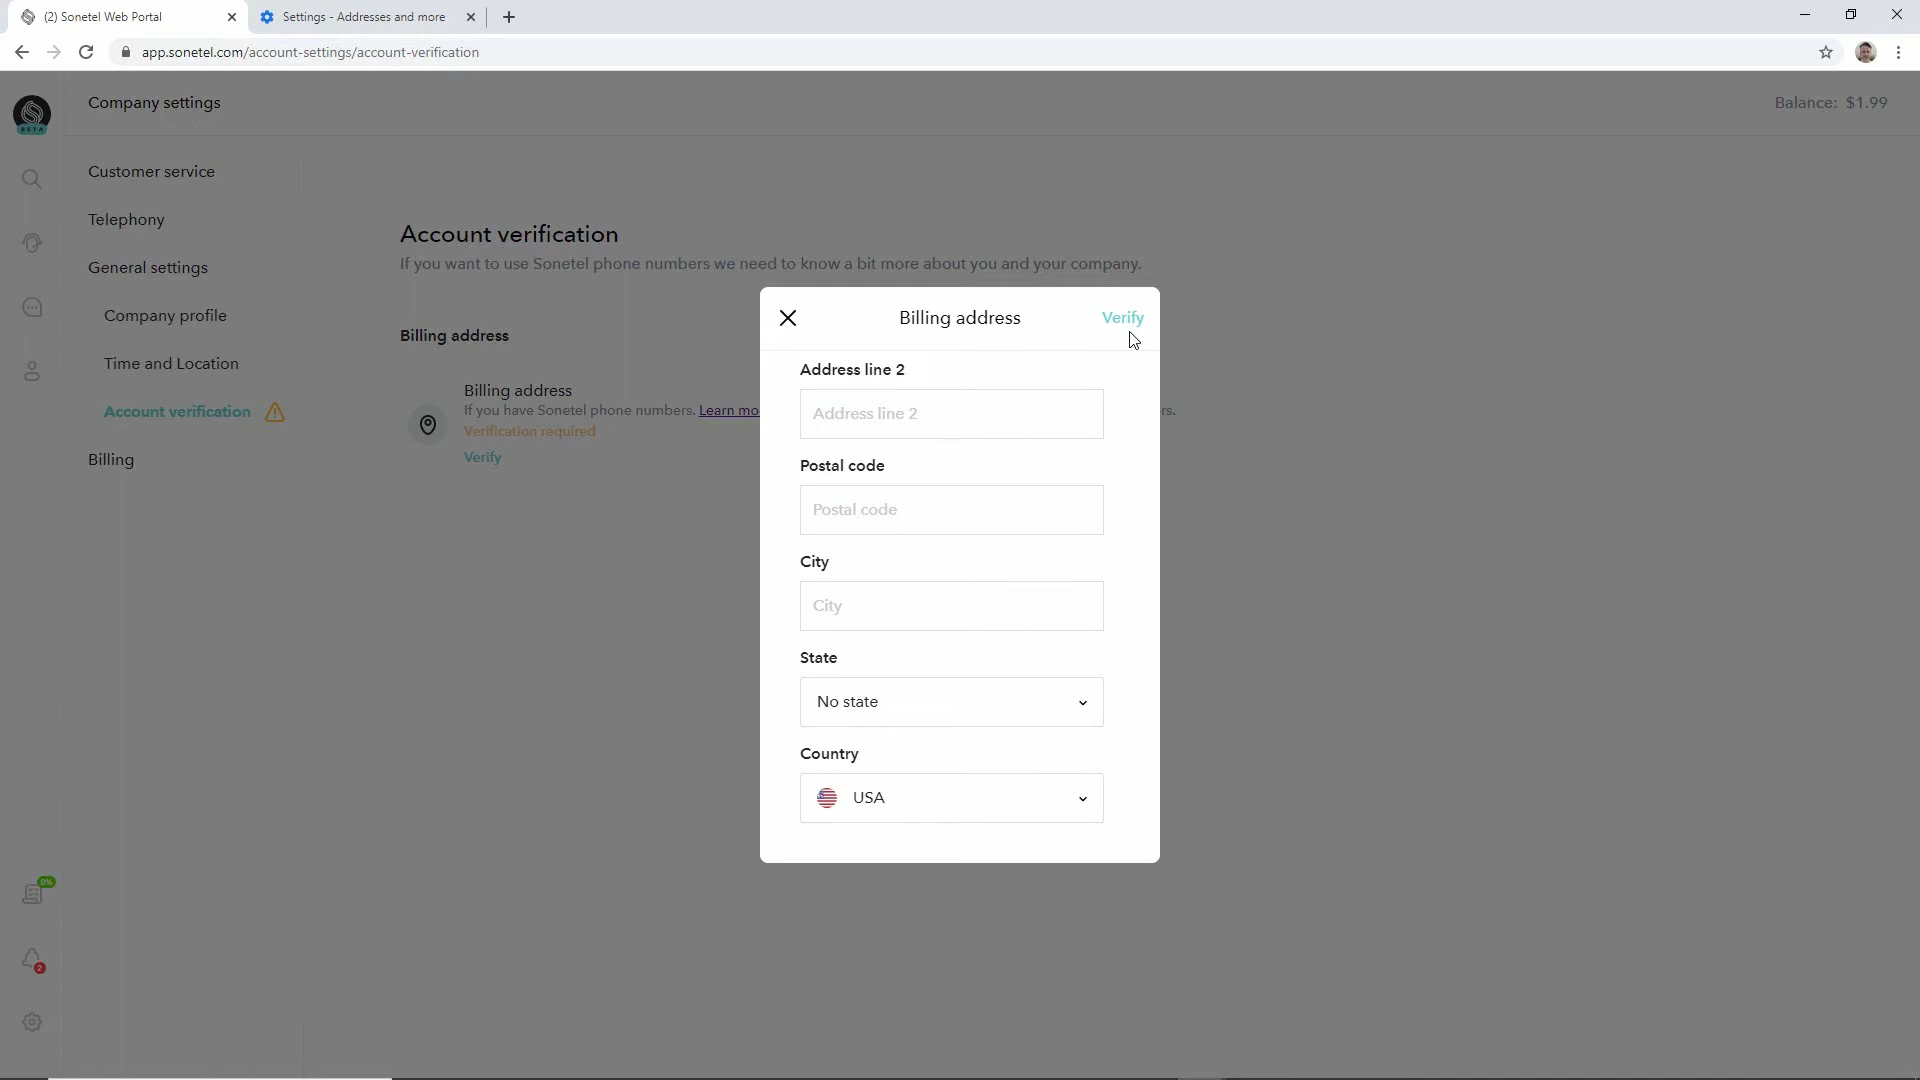 (2) Sonetel Web Portal
Settings - Addresses and more
app.sonetel.com/account-settings/account-verification
BETA
Company settings
Balance: $1.99
Customer service
Telephony
General settings
Company profile
Time and Location
Account verification
Billing
Account verification
If you want to use Sonetel phone numbers we need to know a bit more about you and your company.
Billing address
Billing address
If you have Sonetel phone numbers. Learn mo
rs.
Verification required
Verify
Billing address
Verify
Address line 2
Address line 2
Postal code
Postal code
City
City
State
No state
Country
USA
0%
2